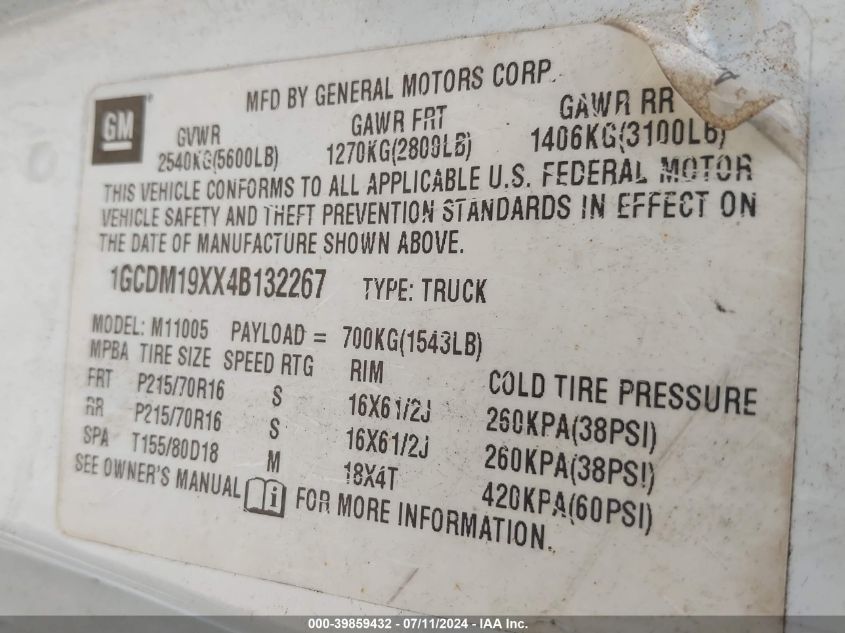 MFD BY GENERAL MOTORS CORP.
GM
GVWR GAWR FRT GAWR RR
2540KG(5600LB) 1270KG(2800LB) 1406KG(3100LB)
THIS VEHICLE CONFORMS TO ALL APPLICABLE U.S. FEDERAL MOTOR
VEHICLE SAFETY AND THEFT PREVENTION STANDARDS IN EFFECT ON
THE DATE OF MANUFACTURE SHOWN ABOVE.
1GCDM19XX4B132267 TYPE: TRUCK
MODEL: M11005 PAYLOAD = 700KG(1543LB)
MPBA TIRE SIZE SPEED RTG RIM COLD TIRE PRESSURE
FRT P215/70R16 S 16X61/2J 260KPA(38PSI)
RR P215/70R16 S 16X61/2J 260KPA(38PSI)
SPA T155/80D18 M 18X4T 420KPA(60PSI)
SEE OWNER'S MANUAL i FOR MORE INFORMATION.
000-39859432 - 07/11/2024 - IAA Inc.